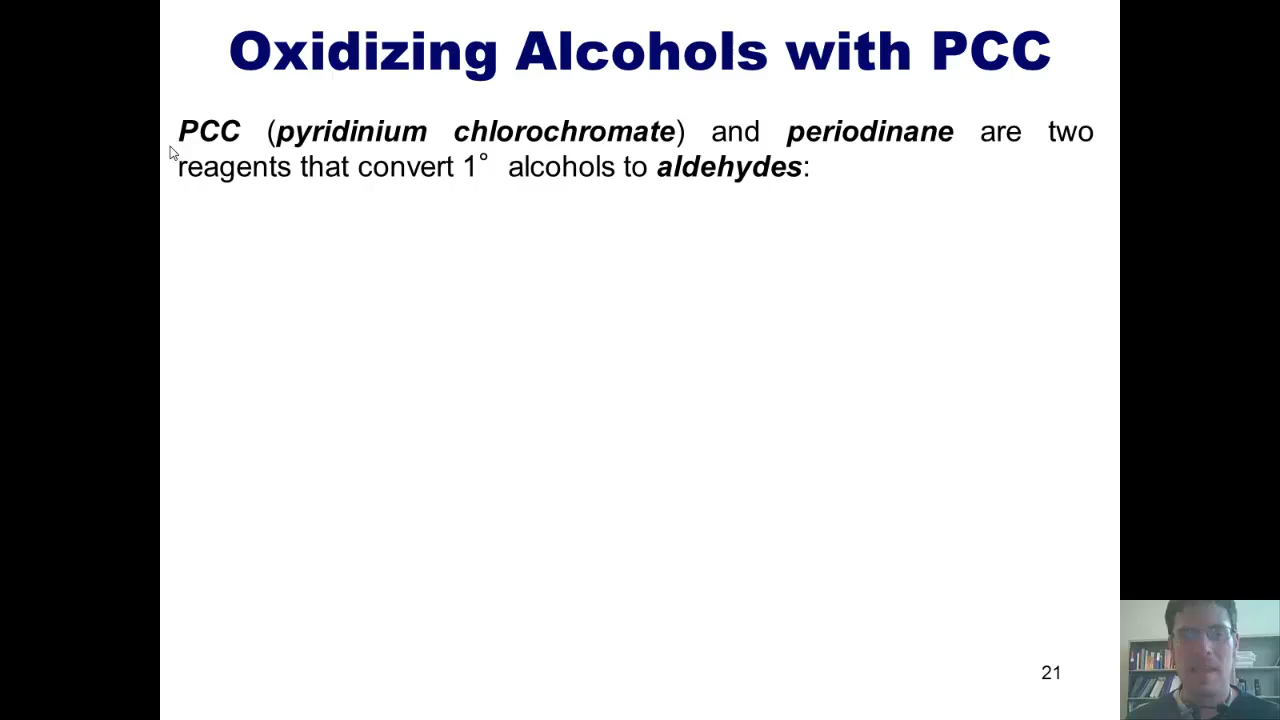 Oxidizing Alcohols with PCC
PCC (pyridinium chlorochromate) and periodinane are two
reagents that convert 1° alcohols to aldehydes:
21